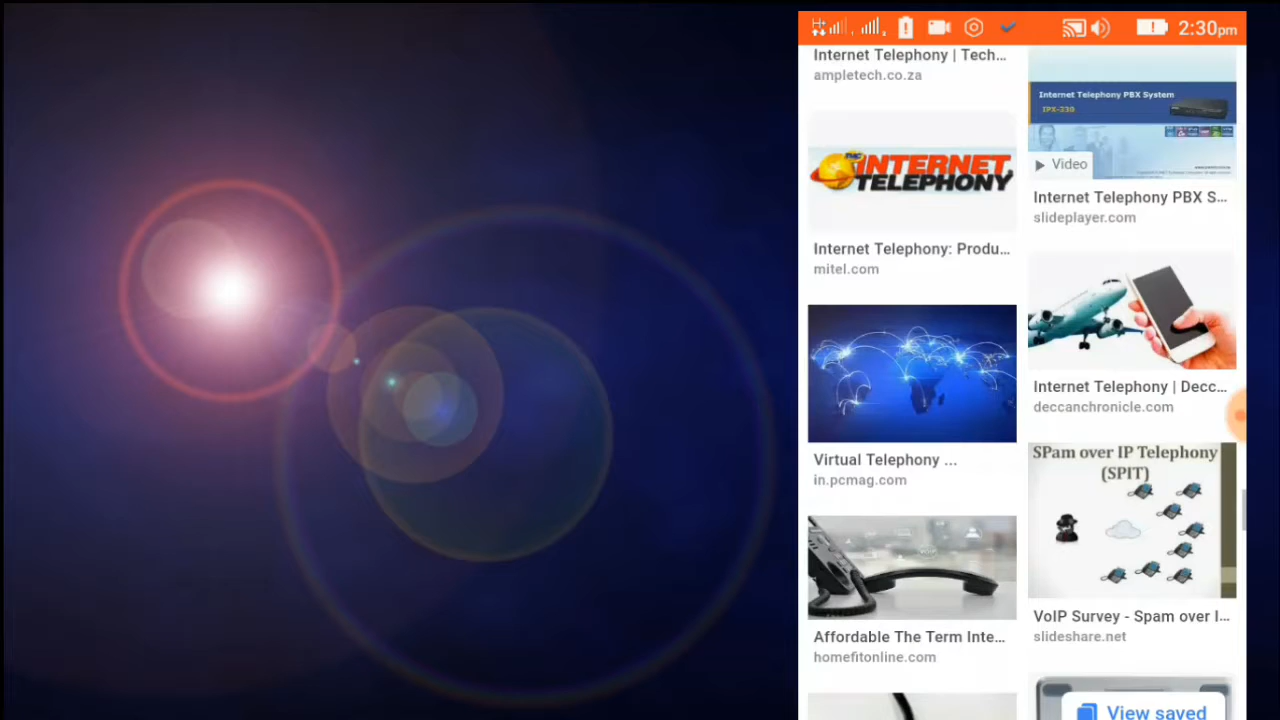 2:30pm
Internet Telephony | Tech...
ampletech.co.za
INTERNET
TELEPHONY
Internet Telephony: Produ...
mitel.com
Virtual Telephony ...
in.pcmag.com
Affordable The Term Inte...
homefitonline.com
Internet Telephony PBX System
IPX-330
Video
Internet Telephony PBX S...
slideplayer.com
Internet Telephony | Decc...
deccanchronicle.com
SPam over IP Telephony
(SPIT)
VoIP Survey - Spam over I...
slideshare.net
View saved